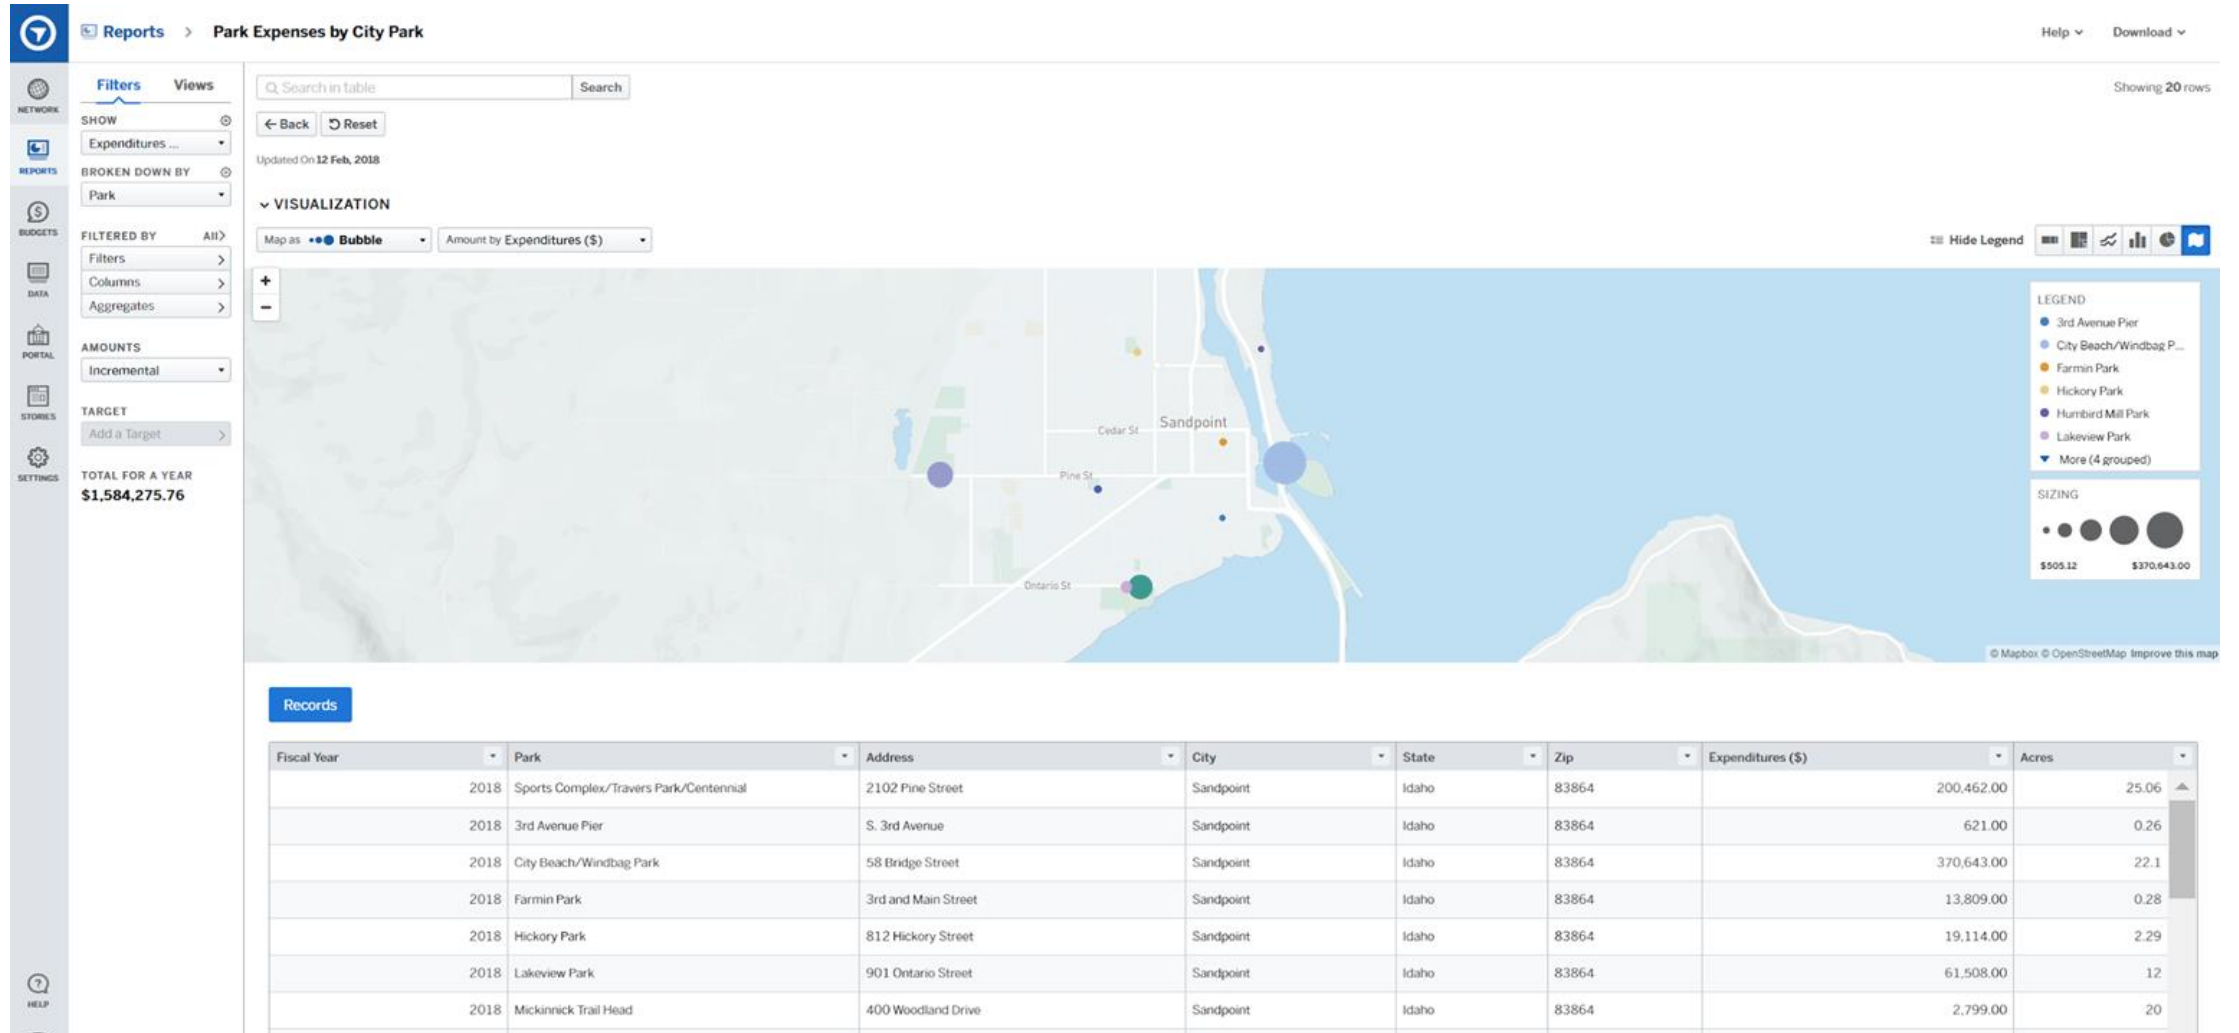 Reports > Park Expenses by City Park
Help
Download
NETWORK
REPORTS
BUDGETS
DATA
PORTAL
STORIES
SETTINGS
HELP
Filters Views
SHOW
Expenditures ...
BROKEN DOWN BY
Park
FILTERED BY All>
Filters
Columns
Aggregates
AMOUNTS
Incremental
TARGET
Add a Target
TOTAL FOR A YEAR
$1,584,275.76
Search in table
Search
Showing 20 rows
Back
Reset
Updated On 12 Feb, 2018
VISUALIZATION
Map as Bubble
Amount by Expenditures ($)
Hide Legend
+
−
Sandpoint
Cedar St
Pine St
Ontario St
LEGEND
3rd Avenue Pier
City Beach/Windbag P...
Farmin Park
Hickory Park
Humbird Mill Park
Lakeview Park
More (4 grouped)
SIZING
$505.12 $370,643.00
© Mapbox © OpenStreetMap Improve this map
Records
Fiscal Year Park Address City State Zip Expenditures ($) Acres
2018 Sports Complex/Travers Park/Centennial 2102 Pine Street Sandpoint Idaho 83864 200,462.00 25.06
2018 3rd Avenue Pier S. 3rd Avenue Sandpoint Idaho 83864 621.00 0.26
2018 City Beach/Windbag Park 58 Bridge Street Sandpoint Idaho 83864 370,643.00 22.1
2018 Farmin Park 3rd and Main Street Sandpoint Idaho 83864 13,809.00 0.28
2018 Hickory Park 812 Hickory Street Sandpoint Idaho 83864 19,114.00 2.29
2018 Lakeview Park 901 Ontario Street Sandpoint Idaho 83864 61,508.00 12
2018 Mickinnick Trail Head 400 Woodland Drive Sandpoint Idaho 83864 2,799.00 20